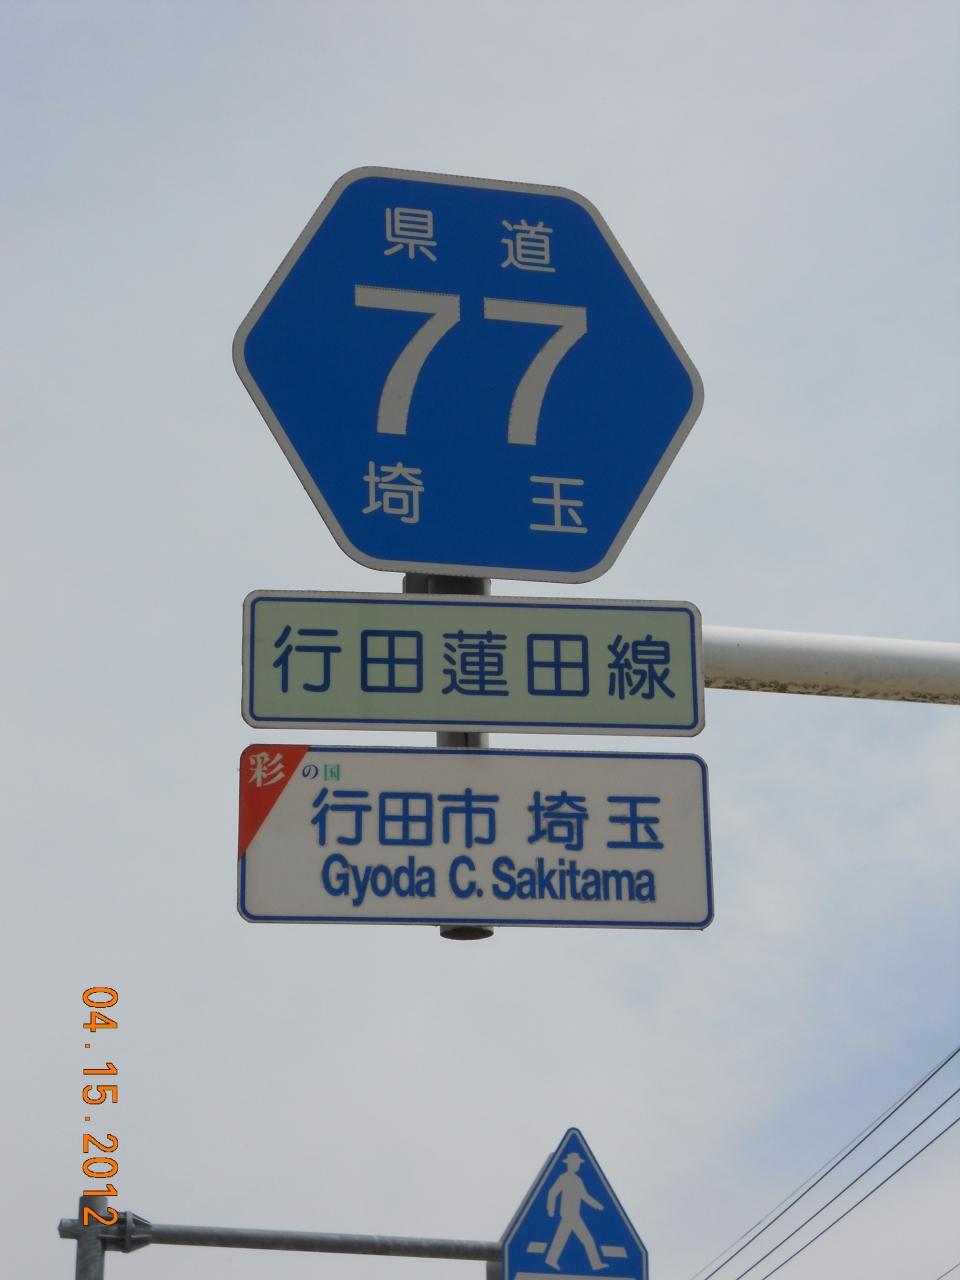 県 道
77
埼 玉
行田蓮田線
彩の国
行田市 埼玉
Gyoda C. Sakitama
04.15.2012